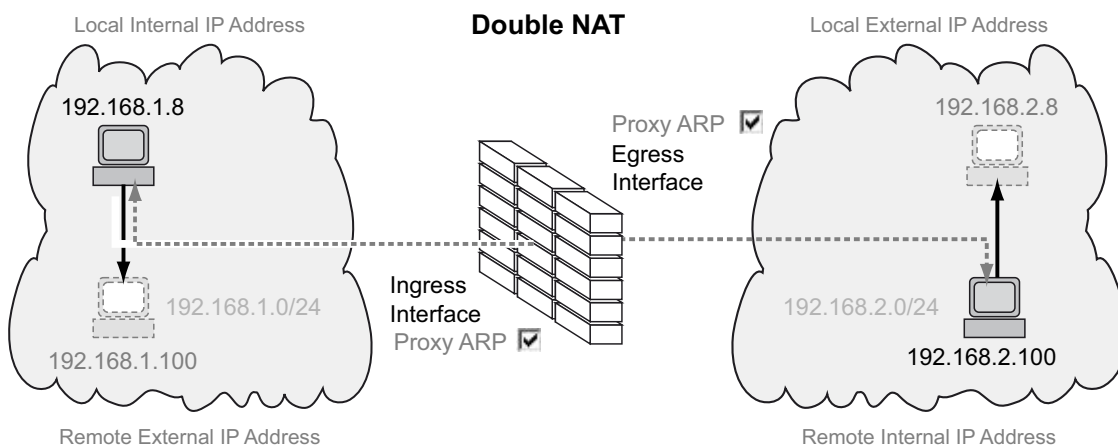 Local Internal IP Address
Double NAT
Local External IP Address
192.168.1.8
192.168.2.8
Proxy ARP
Egress
Interface
Ingress
Interface
Proxy ARP
192.168.1.0/24
192.168.2.0/24
192.168.1.100
192.168.2.100
Remote External IP Address
Remote Internal IP Address